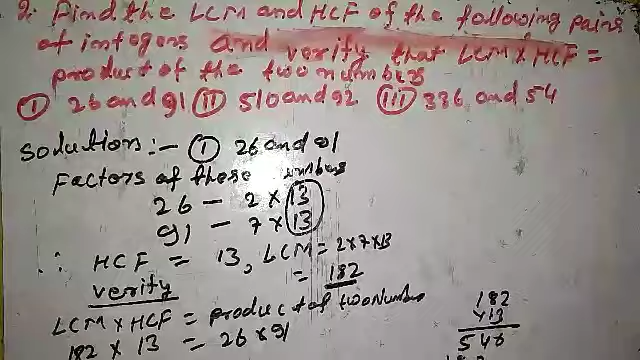 2. Find the LCM and HCF of the following pairs
of integers and verify that LCM x HCF =
product of the two numbers
(I) 26 and 91 (II) 510 and 92 (III) 336 and 54
Solution:- (I) 26 and 91
Factors of these numbers
26 - 2 x 13
91 - 7 x 13
∴ HCF = 13, LCM = 2x7x13
= 182
verity
LCM x HCF = product of two Numbers
182 x 13 = 26 x 91
182
x13
546